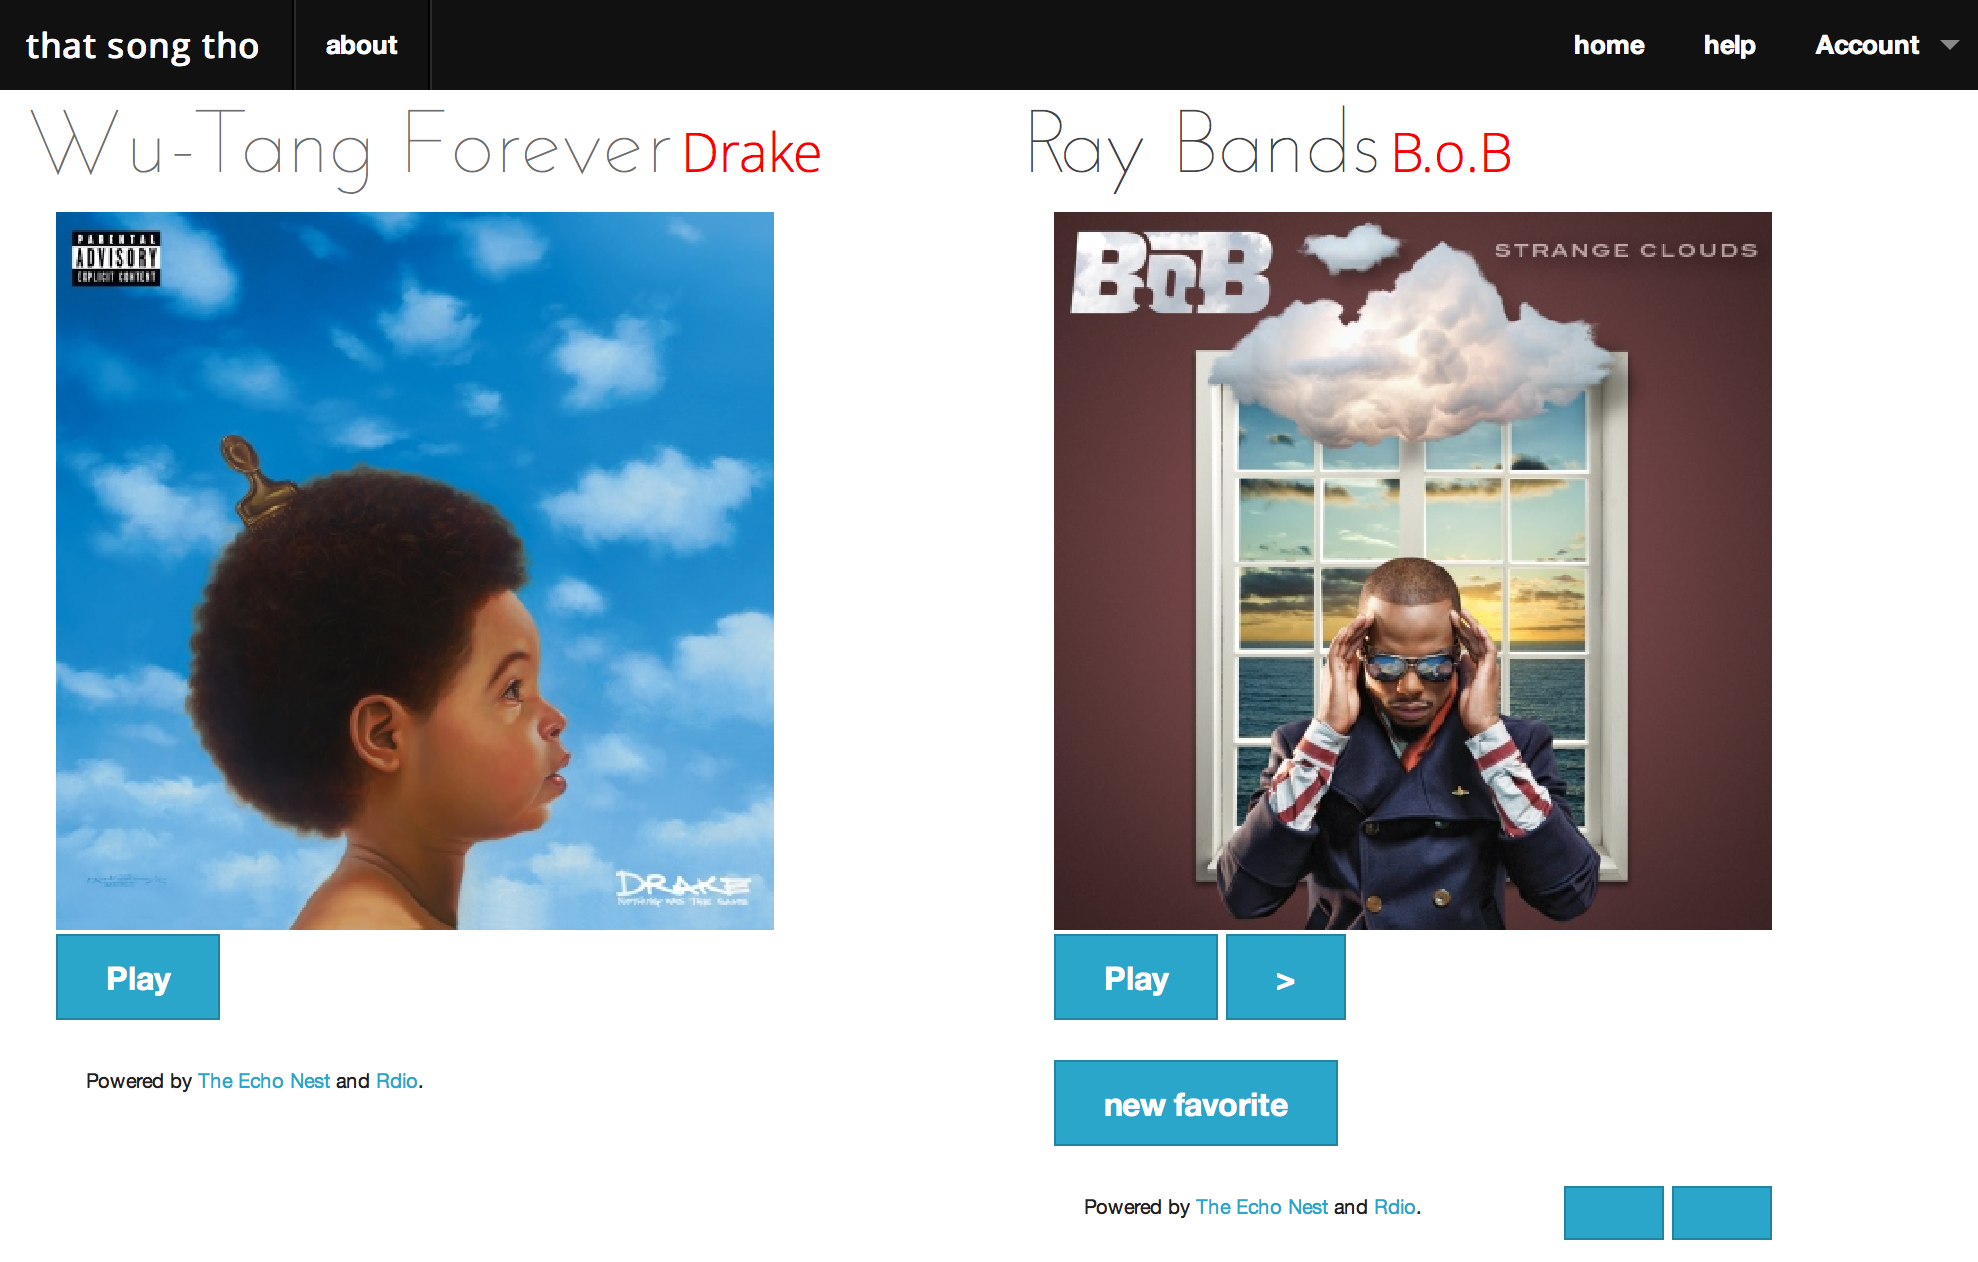 that song tho
about
home
help
Account
Wu-Tang Forever Drake
PARENTAL
ADVISORY
EXPLICIT CONTENT
DRAKE
NOTHING WAS THE SAME
Play
Powered by The Echo Nest and Rdio.
Ray Bands B.o.B
BoB
STRANGE CLOUDS
Play
>
new favorite
Powered by The Echo Nest and Rdio.